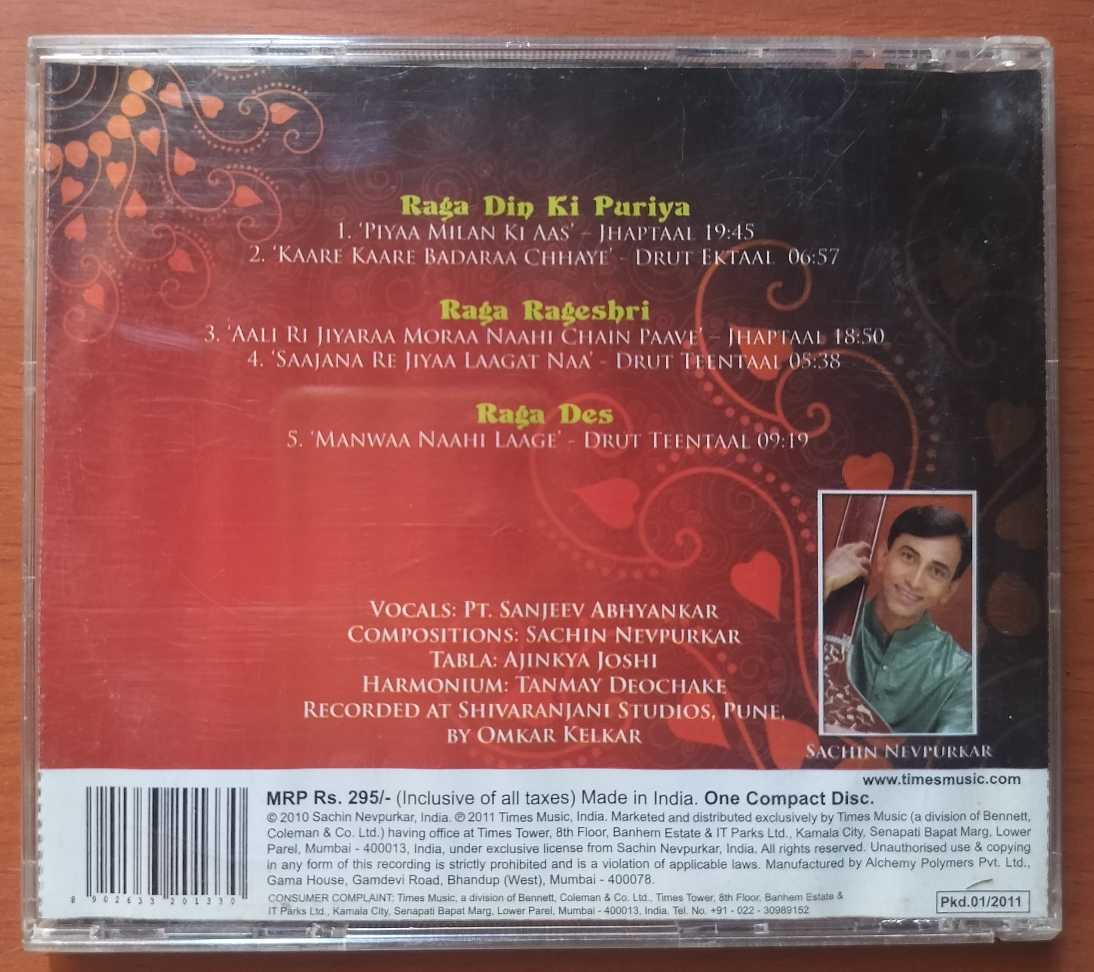 Raga Din Ki Puriya
1. 'Piyaa Milan Ki Aas' – Jhaptaal 19:45
2. 'Kaare Kaare Badaraa Chhaye' - Drut Ektaal 06:57
Raga Rageshri
3. 'Aali Ri Jiyaraa Moraa Naahi Chain Paave' – Jhaptaal 18:50
4. 'Saajana Re Jiyaa Laagat Naa' - Drut Teentaal 05:38
Raga Des
5. 'Manwaa Naahi Laage' - Drut Teentaal 09:19
Vocals: Pt. Sanjeev Abhyankar
Compositions: Sachin Nevpurkar
Tabla: Ajinkya Joshi
Harmonium: Tanmay Deochake
Recorded at Shivaranjani Studios, Pune,
by Omkar Kelkar
Sachin Nevpurkar
www.timesmusic.com
MRP Rs. 295/- (Inclusive of all taxes) Made in India. One Compact Disc.
© 2010 Sachin Nevpurkar, India. ℗ 2011 Times Music, India. Marketed and distributed exclusively by Times Music (a division of Bennett,
Coleman & Co. Ltd.) having office at Times Tower, 8th Floor, Banhem Estate & IT Parks Ltd., Kamala City, Senapati Bapat Marg, Lower
Parel, Mumbai - 400013, India, under exclusive license from Sachin Nevpurkar, India. All rights reserved. Unauthorised use & copying
in any form of this recording is strictly prohibited and is a violation of applicable laws. Manufactured by Alchemy Polymers Pvt. Ltd.,
Gama House, Gamdevi Road, Bhandup (West), Mumbai - 400078.
CONSUMER COMPLAINT: Times Music, a division of Bennett, Coleman & Co. Ltd., Times Tower, 8th Floor, Banhem Estate &
IT Parks Ltd., Kamala City, Senapati Bapat Marg, Lower Parel, Mumbai - 400013, India. Tel. No. +91 - 022 - 30989152
Pkd.01/2011
8 902633 201330